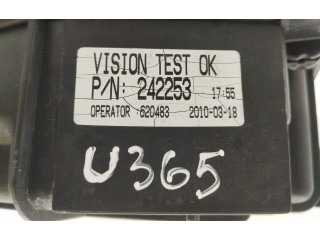 VISION TEST OK
P/N: 242253 17:55
OPERATOR :620483 2010-03-18
U365